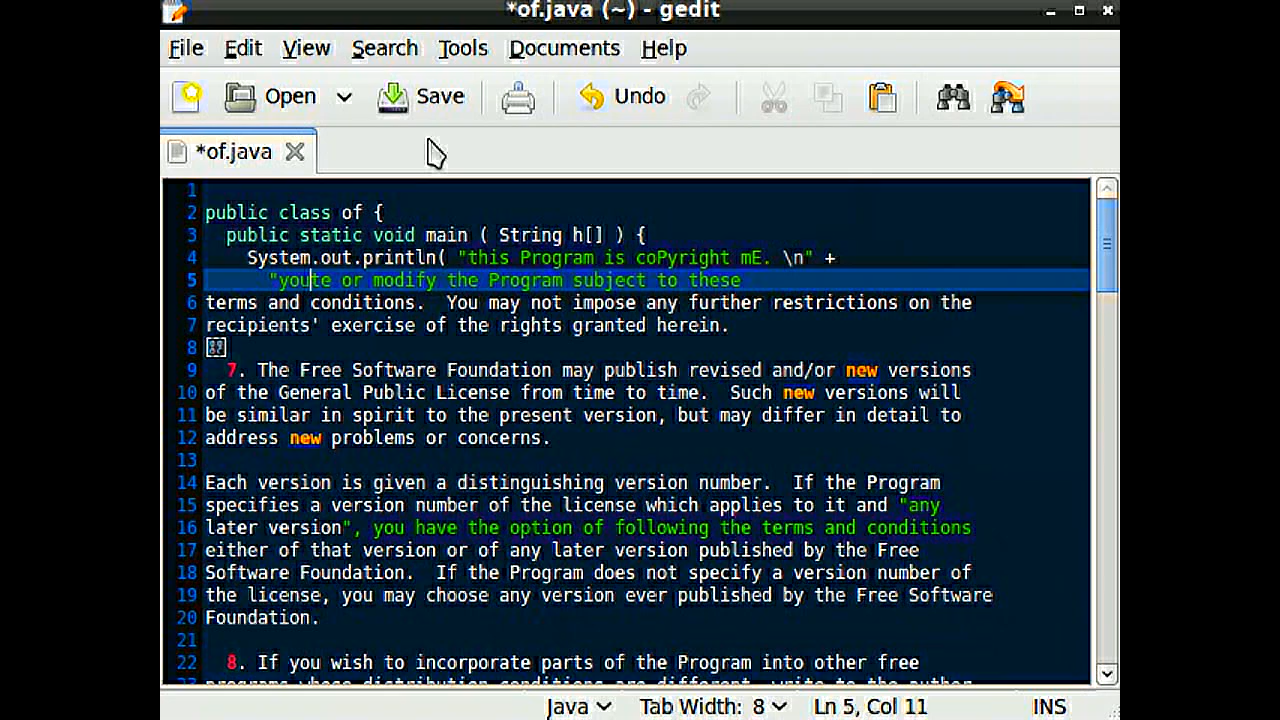 *of.java (~) - gedit
File Edit View Search Tools Documents Help
Open Save Undo
*of.java
1
2 public class of {
3 public static void main ( String h[] ) {
4 System.out.println( "this Program is coPyright mE. \n" +
5 "youte or modify the Program subject to these
6 terms and conditions. You may not impose any further restrictions on the
7 recipients' exercise of the rights granted herein.
8
9 7. The Free Software Foundation may publish revised and/or new versions
10 of the General Public License from time to time. Such new versions will
11 be similar in spirit to the present version, but may differ in detail to
12 address new problems or concerns.
13
14 Each version is given a distinguishing version number. If the Program
15 specifies a version number of the license which applies to it and "any
16 later version", you have the option of following the terms and conditions
17 either of that version or of any later version published by the Free
18 Software Foundation. If the Program does not specify a version number of
19 the license, you may choose any version ever published by the Free Software
20 Foundation.
21
22 8. If you wish to incorporate parts of the Program into other free
23 programs whose distribution conditions are different, write to the author
Java Tab Width: 8 Ln 5, Col 11 INS